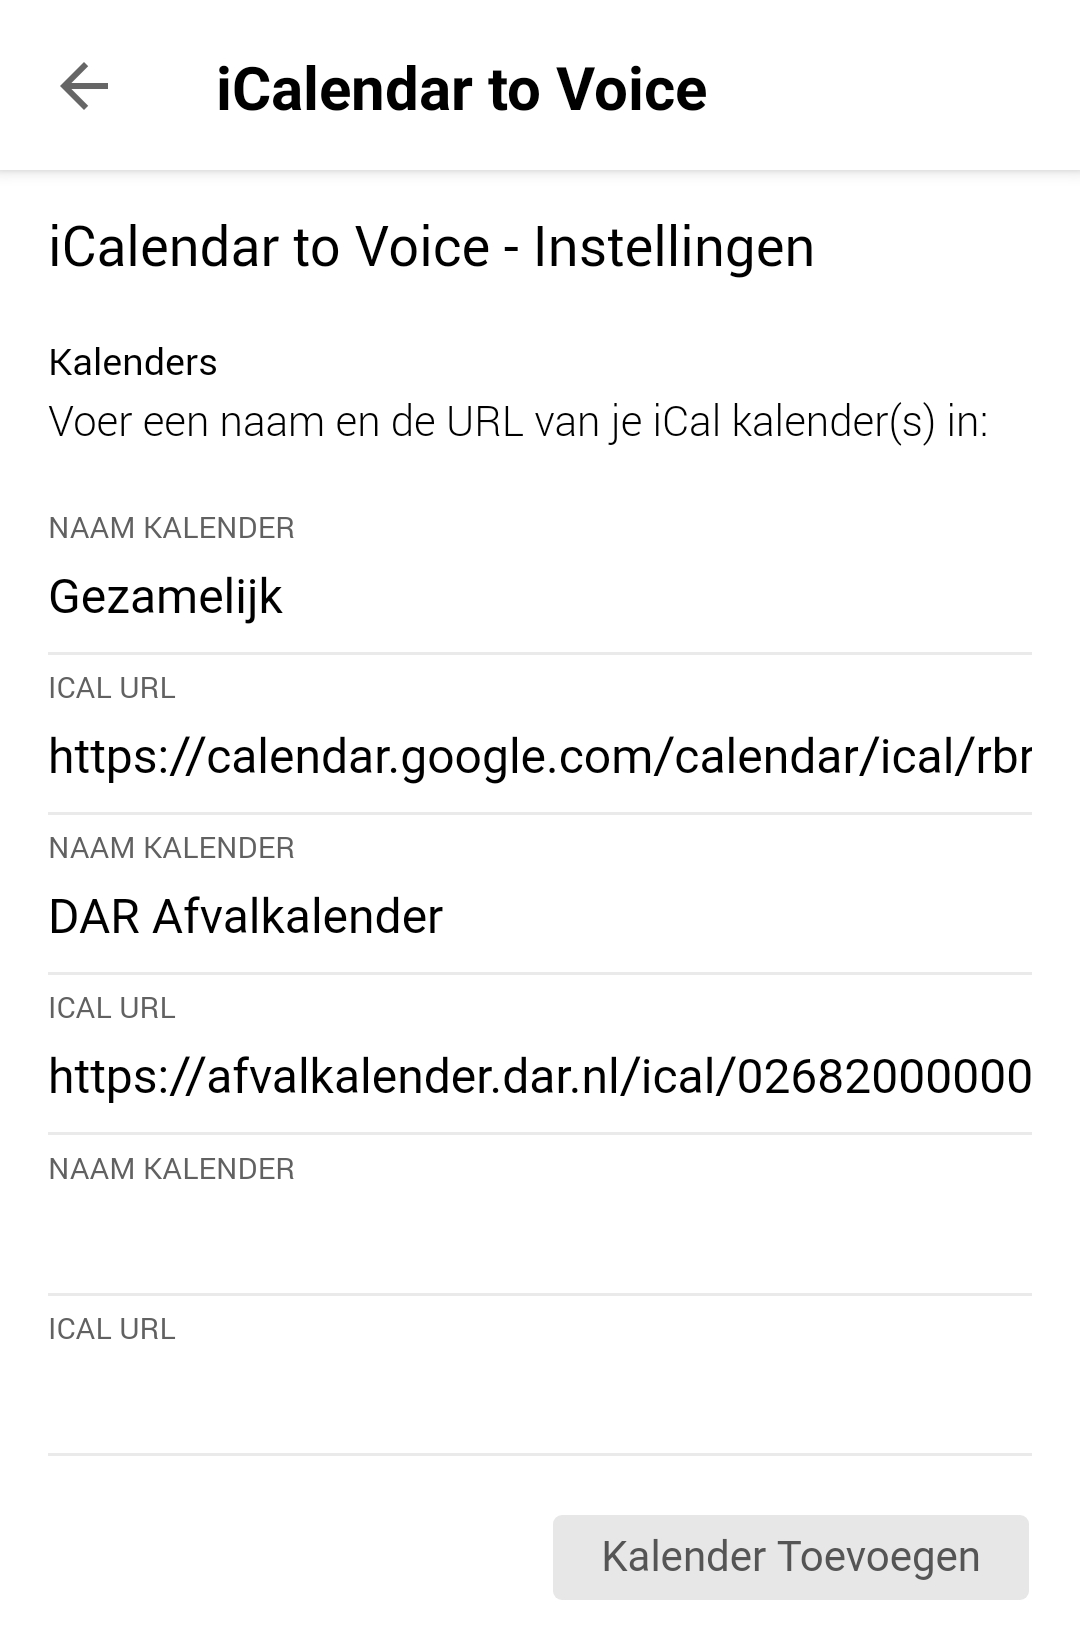 iCalendar to Voice
iCalendar to Voice - Instellingen
Kalenders
Voer een naam en de URL van je iCal kalender(s) in:
NAAM KALENDER
Gezamelijk
ICAL URL
https://calendar.google.com/calendar/ical/rbr
NAAM KALENDER
DAR Afvalkalender
ICAL URL
https://afvalkalender.dar.nl/ical/02682000000
NAAM KALENDER
ICAL URL
Kalender Toevoegen